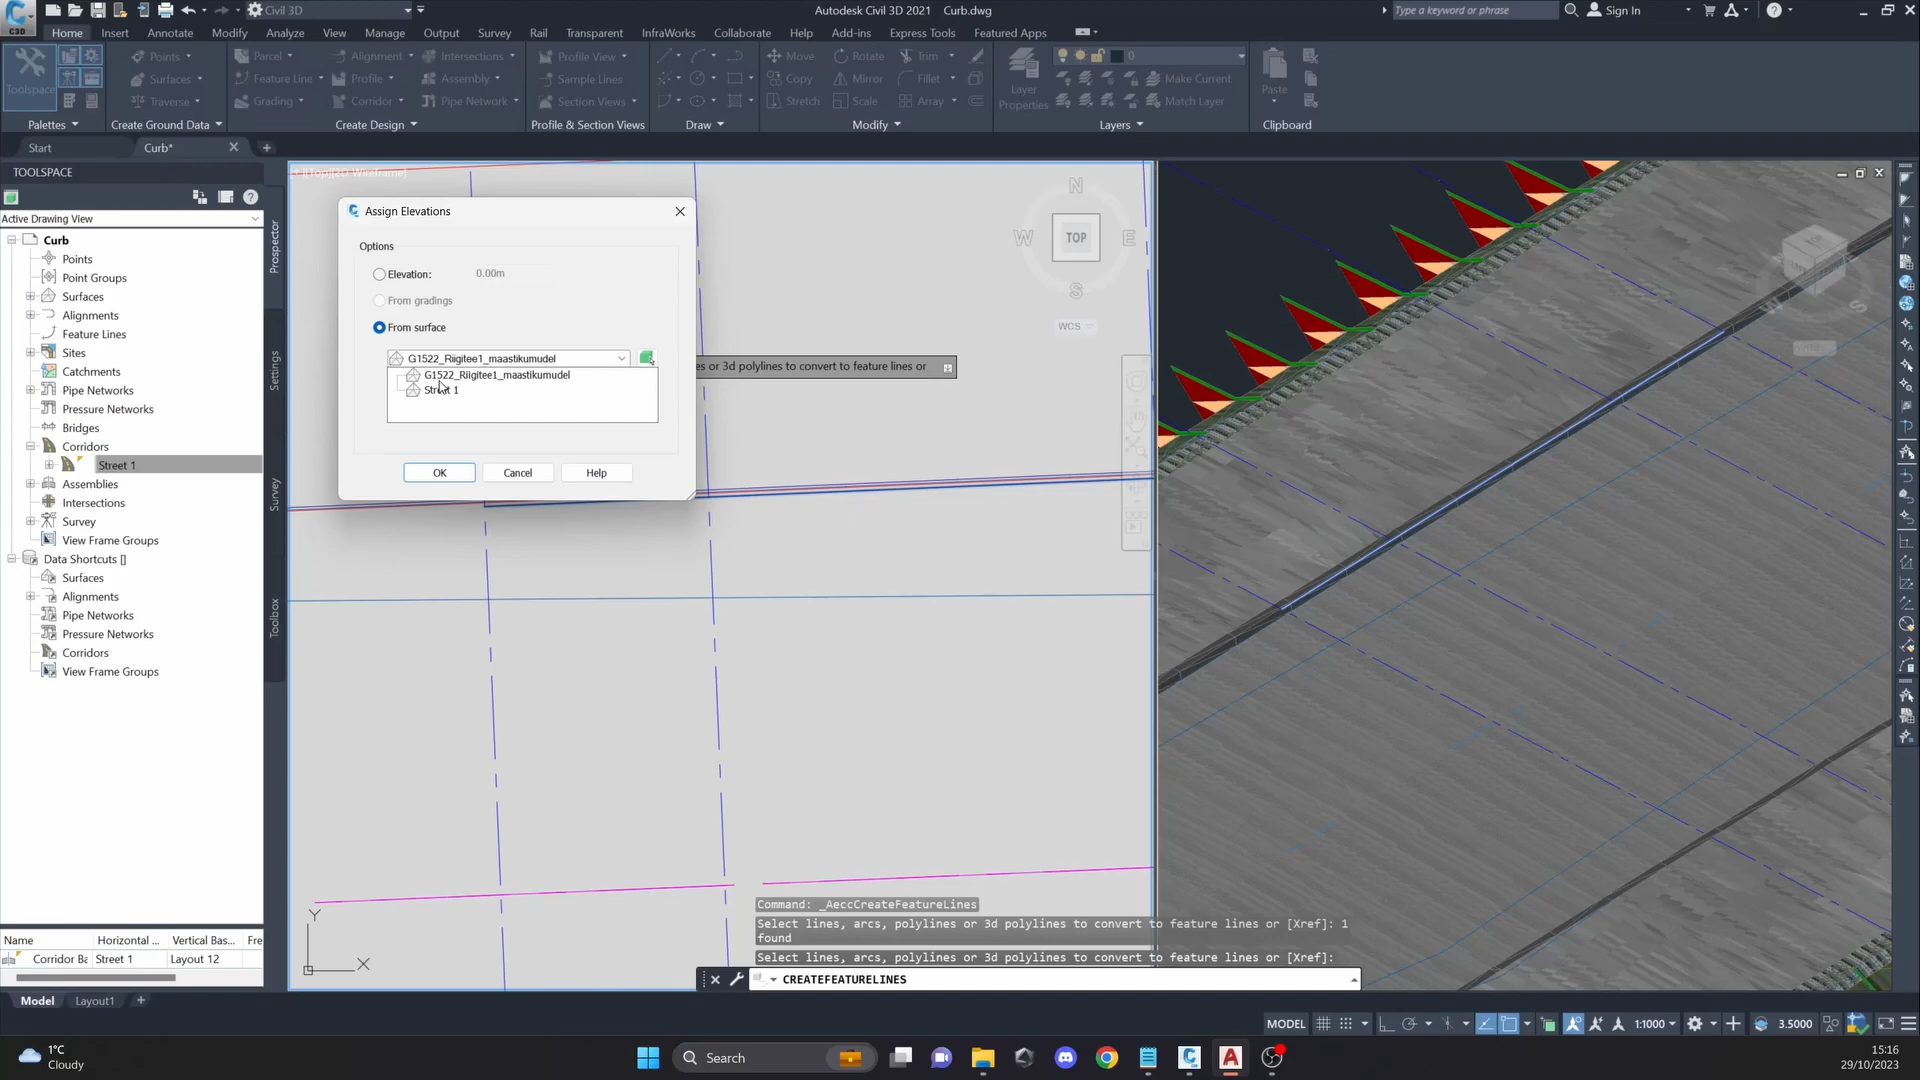 Civil 3D
Autodesk Civil 3D 2021 Curb.dwg
Type a keyword or phrase
Sign In
C3D
Home Insert Annotate Modify Analyze View Manage Output Survey Rail Transparent InfraWorks Collaborate Help Add-ins Express Tools Featured Apps
Toolspace
Points
Surfaces
Traverse
Parcel
Feature Line
Grading
Alignment
Profile
Corridor
Intersections
Assembly
Pipe Network
Profile View
Sample Lines
Section Views
Move
Copy
Stretch
Rotate
Mirror
Scale
Trim
Fillet
Array
Layer
Properties
0
Make Current
Match Layer
Paste
Palettes Create Ground Data Create Design Profile & Section Views Draw Modify Layers Clipboard
Start Curb*
TOOLSPACE
Active Drawing View
Curb
Points
Point Groups
Surfaces
Alignments
Feature Lines
Sites
Catchments
Pipe Networks
Pressure Networks
Bridges
Corridors
Street 1
Assemblies
Intersections
Survey
View Frame Groups
Data Shortcuts []
Surfaces
Alignments
Pipe Networks
Pressure Networks
Corridors
View Frame Groups
Prospector
Settings
Survey
Toolbox
Name Horizontal ... Vertical Bas... Fre
Corridor Ba Street 1 Layout 12
Assign Elevations
Options
Elevation: 0.00m
From gradings
From surface
G1522_Riigitee1_maastikumudel
G1522_Riigitee1_maastikumudel
OK Cancel Help
es or 3d polylines to convert to feature lines or
N
W TOP E
S
WCS
S
Y
X
Command: _AeccCreateFeatureLines
Select lines, arcs, polylines or 3d polylines to convert to feature lines or [Xref]: 1
found
Select lines, arcs, polylines or 3d polylines to convert to feature lines or [Xref]:
CREATEFEATURELINES
Model Layout1
MODEL 1:1000 3.5000
1°C
Cloudy
Search
15:16
29/10/2023